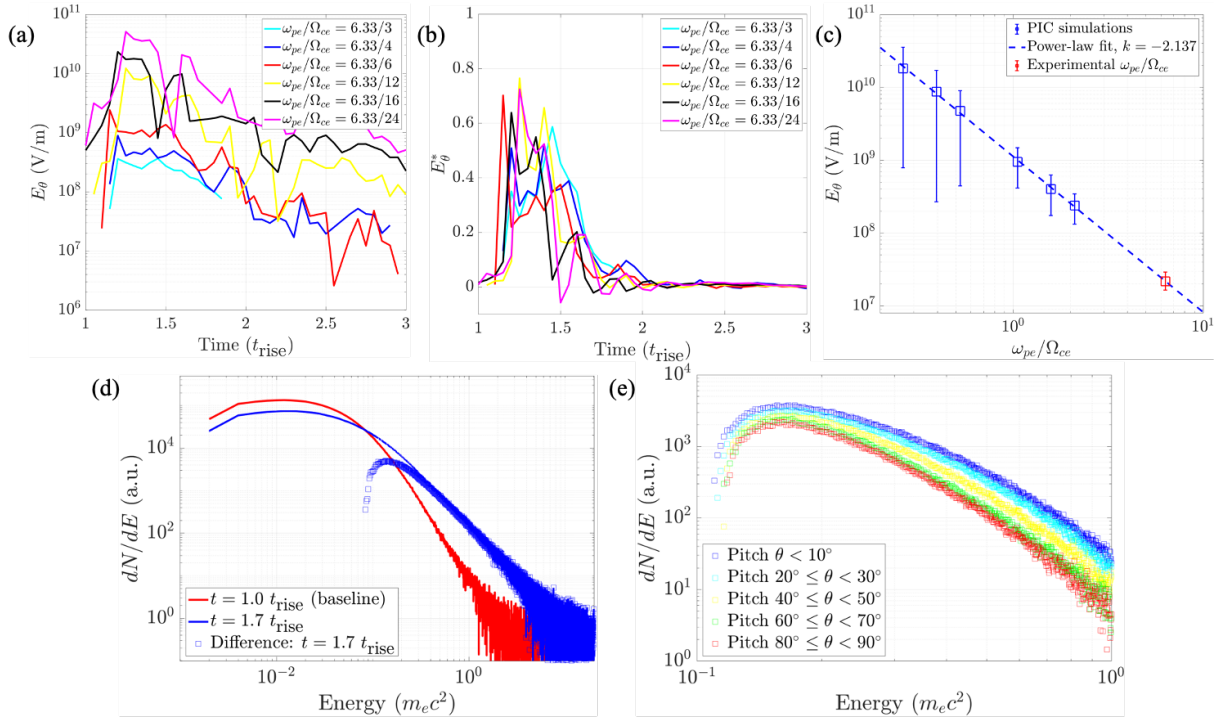 (a)
10^11
10^10
10^9
10^8
10^7
10^6
E_θ (V/m)
1
1.5
2
2.5
3
Time (t_rise)
ω_pe/Ω_ce = 6.33/3
ω_pe/Ω_ce = 6.33/4
ω_pe/Ω_ce = 6.33/6
ω_pe/Ω_ce = 6.33/12
ω_pe/Ω_ce = 6.33/16
ω_pe/Ω_ce = 6.33/24
(b)
1
0.8
0.6
0.4
0.2
0
E*_θ
1
1.5
2
2.5
3
Time (t_rise)
ω_pe/Ω_ce = 6.33/3
ω_pe/Ω_ce = 6.33/4
ω_pe/Ω_ce = 6.33/6
ω_pe/Ω_ce = 6.33/12
ω_pe/Ω_ce = 6.33/16
ω_pe/Ω_ce = 6.33/24
(c)
10^11
10^10
10^9
10^8
10^7
E_θ (V/m)
10^0
10^1
ω_pe/Ω_ce
PIC simulations
Power-law fit, k = −2.137
Experimental ω_pe/Ω_ce
(d)
10^4
10^2
10^0
dN/dE (a.u.)
10^−2
10^0
Energy (m_e c^2)
t = 1.0 t_rise (baseline)
t = 1.7 t_rise
Difference: t = 1.7 t_rise
(e)
10^4
10^3
10^2
10^1
10^0
dN/dE (a.u.)
10^−1
10^0
Energy (m_e c^2)
Pitch θ < 10°
Pitch 20° ≤ θ < 30°
Pitch 40° ≤ θ < 50°
Pitch 60° ≤ θ < 70°
Pitch 80° ≤ θ < 90°